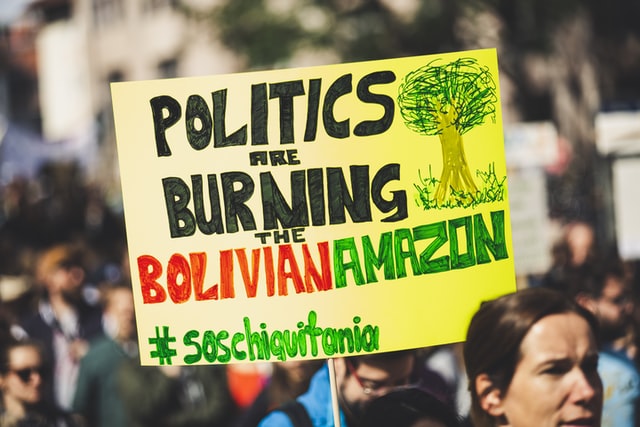 POLITICS
ARE
BURNING
THE
BOLIVIAN AMAZON
#soschiquitania